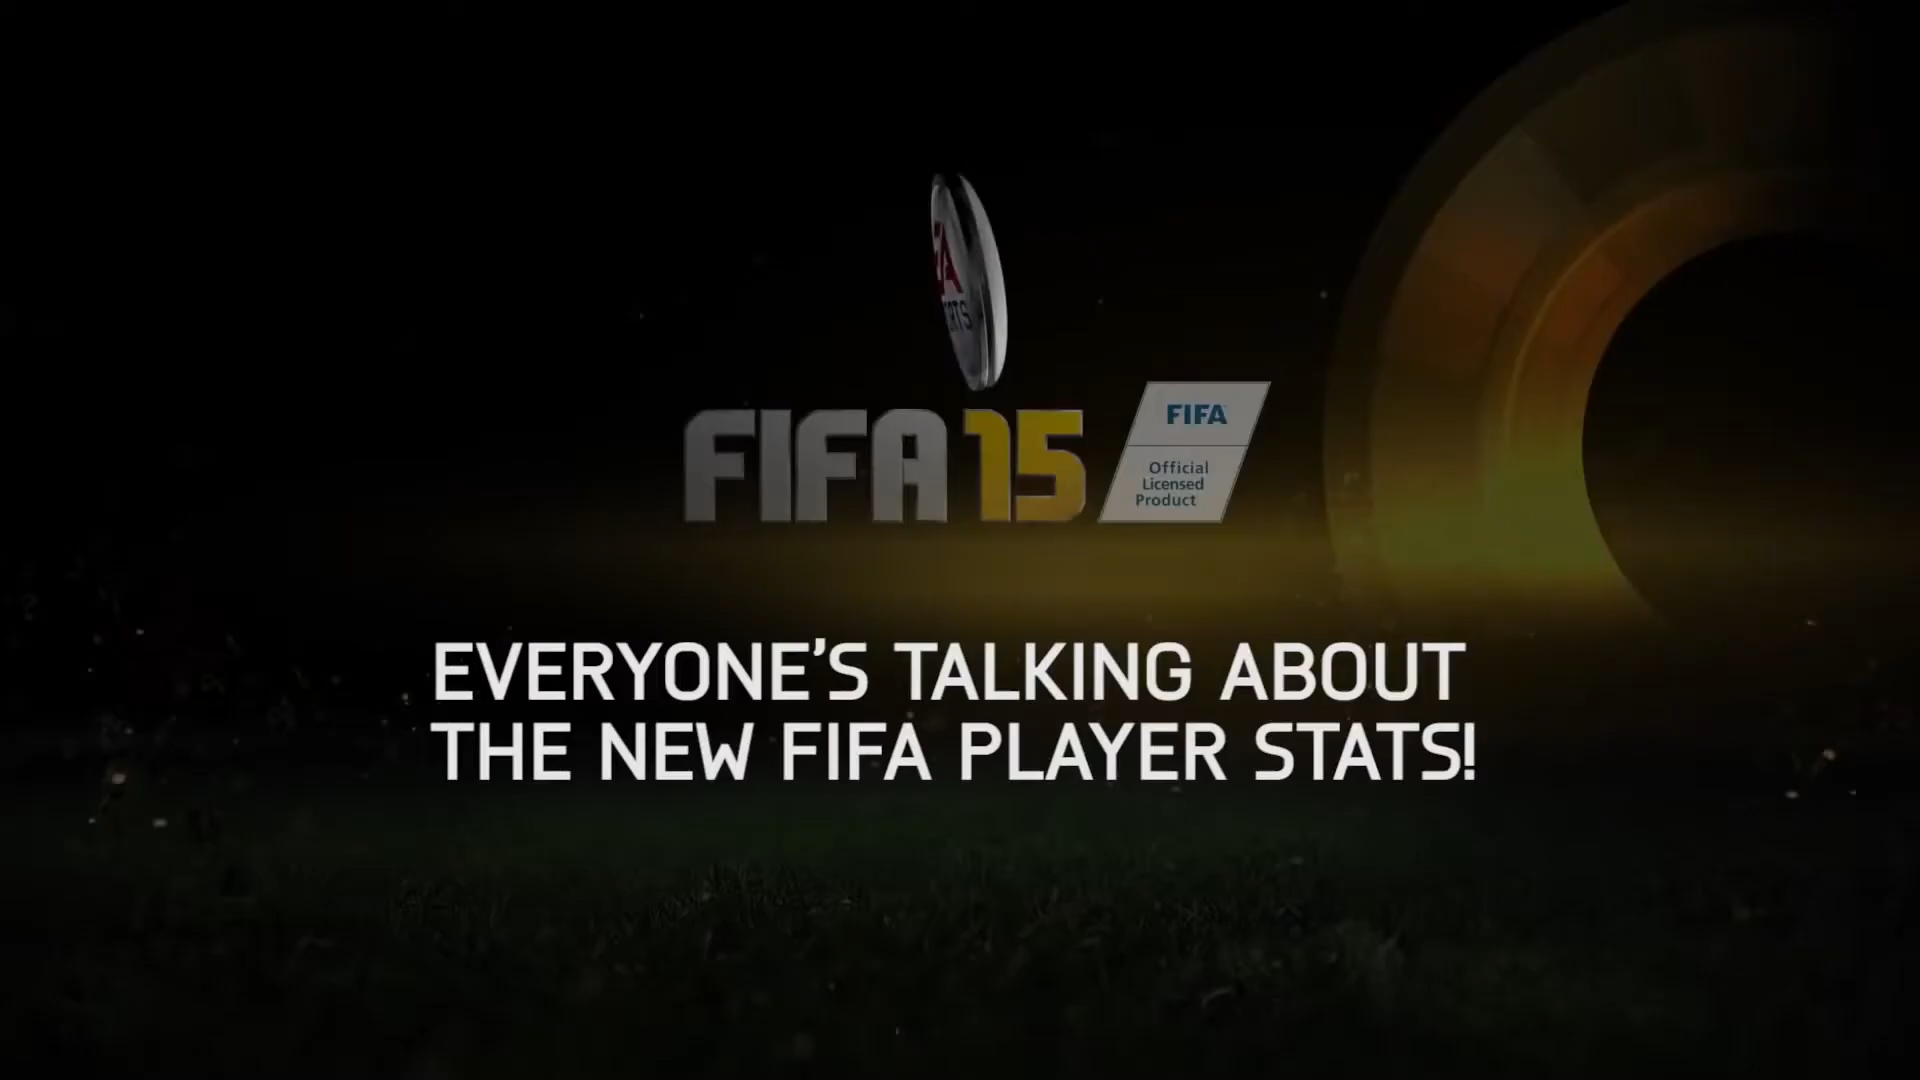 FIFA 15
FIFA
Official
Licensed
Product
EVERYONE'S TALKING ABOUT
THE NEW FIFA PLAYER STATS!